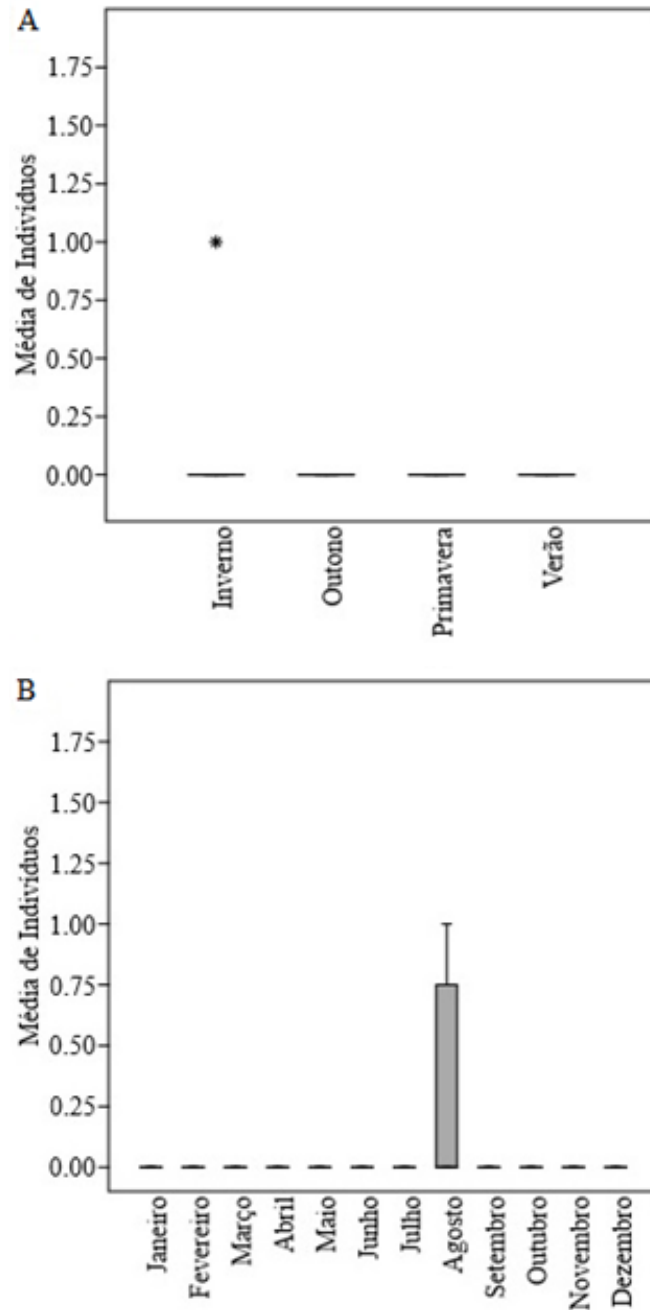 A
Média de Indivíduos
1.75
1.50
1.25
1.00
0.75
0.50
0.25
0.00
Inverno
Outono
Primavera
Verão
B
Média de Indivíduos
1.75
1.50
1.25
1.00
0.75
0.50
0.25
0.00
Janeiro
Fevereiro
Março
Abril
Maio
Junho
Julho
Agosto
Setembro
Outubro
Novembro
Dezembro